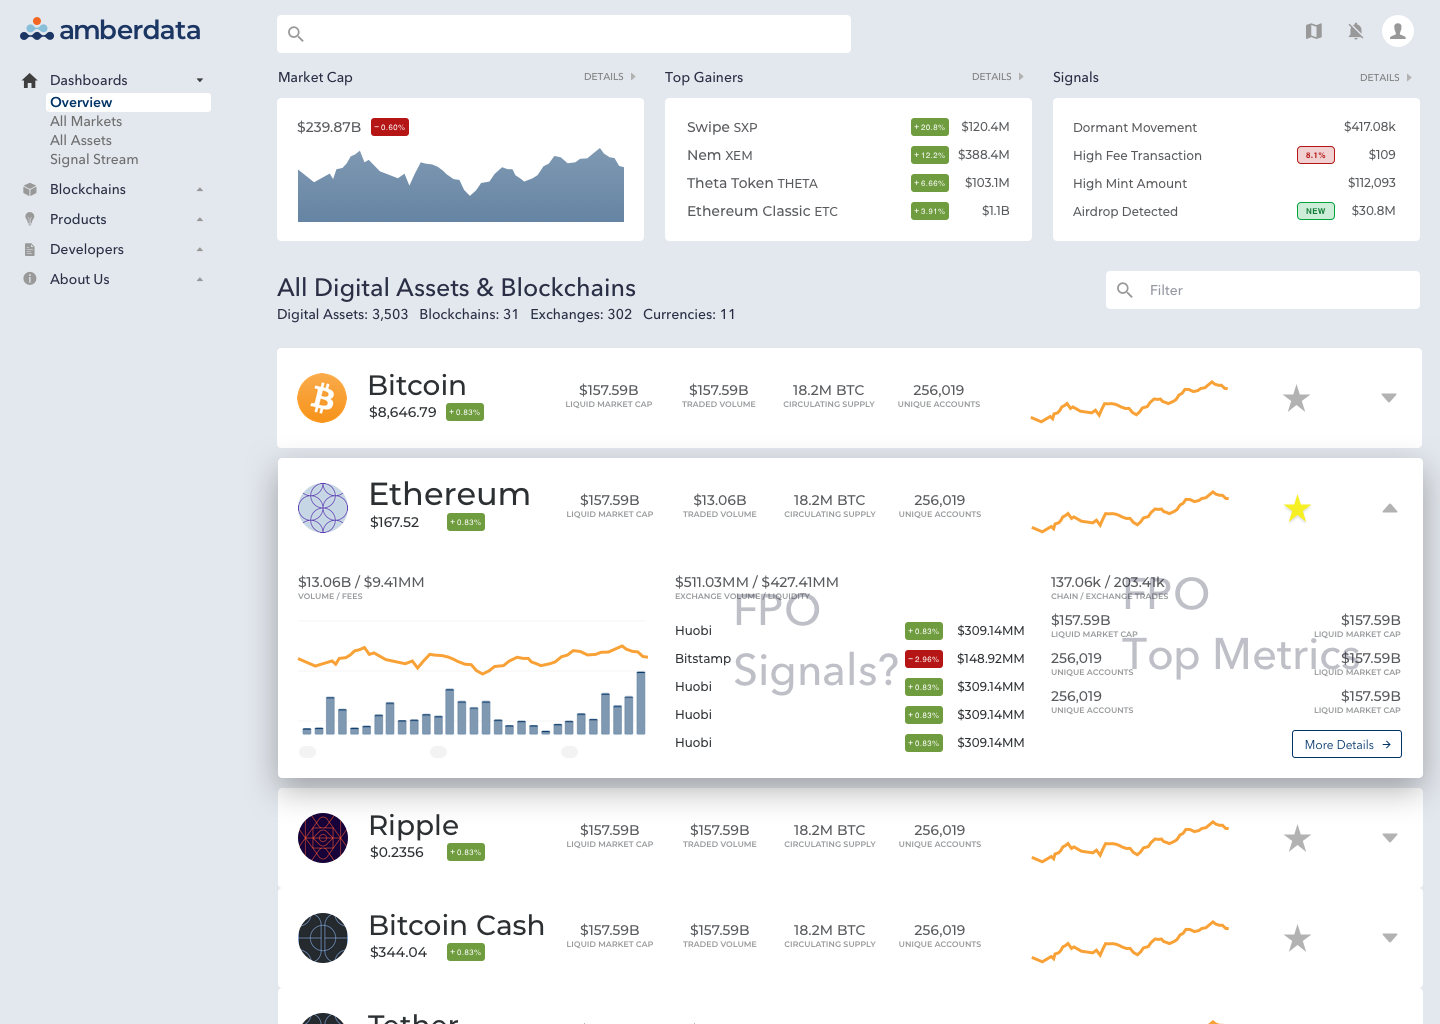 amberdata
Dashboards
Overview
All Markets
All Assets
Signal Stream
Blockchains
Products
Developers
About Us
Market Cap DETAILS
$239.87B −0.60%
Top Gainers DETAILS
Swipe SXP +20.8% $120.4M
Nem XEM +12.2% $388.4M
Theta Token THETA +6.66% $103.1M
Ethereum Classic ETC +3.91% $1.1B
Signals DETAILS
Dormant Movement $417.08k
High Fee Transaction 8.1% $109
High Mint Amount $112,093
Airdrop Detected NEW $30.8M
All Digital Assets & Blockchains
Digital Assets: 3,503 Blockchains: 31 Exchanges: 302 Currencies: 11
Filter
Bitcoin
$8,646.79 +0.83%
$157.59B $157.59B 18.2M BTC 256,019
LIQUID MARKET CAP TRADED VOLUME CIRCULATING SUPPLY UNIQUE ACCOUNTS
Ethereum
$167.52 +0.83%
$157.59B $13.06B 18.2M BTC 256,019
LIQUID MARKET CAP TRADED VOLUME CIRCULATING SUPPLY UNIQUE ACCOUNTS
$13.06B / $9.41MM
VOLUME / FEES
$511.03MM / $427.41MM
EXCHANGE VOLUME / LIQUIDITY
FPO
Signals?
Huobi +0.83% $309.14MM
Bitstamp −2.96% $148.92MM
Huobi +0.83% $309.14MM
Huobi +0.83% $309.14MM
Huobi +0.83% $309.14MM
137.06k / 203.41k
CHAIN / EXCHANGE TRADES
FPO
Top Metrics
$157.59B $157.59B
LIQUID MARKET CAP LIQUID MARKET CAP
256,019 $157.59B
UNIQUE ACCOUNTS LIQUID MARKET CAP
256,019 $157.59B
UNIQUE ACCOUNTS LIQUID MARKET CAP
More Details
Ripple
$0.2356 +0.83%
$157.59B $157.59B 18.2M BTC 256,019
LIQUID MARKET CAP TRADED VOLUME CIRCULATING SUPPLY UNIQUE ACCOUNTS
Bitcoin Cash
$344.04 +0.83%
$157.59B $157.59B 18.2M BTC 256,019
LIQUID MARKET CAP TRADED VOLUME CIRCULATING SUPPLY UNIQUE ACCOUNTS
Tether